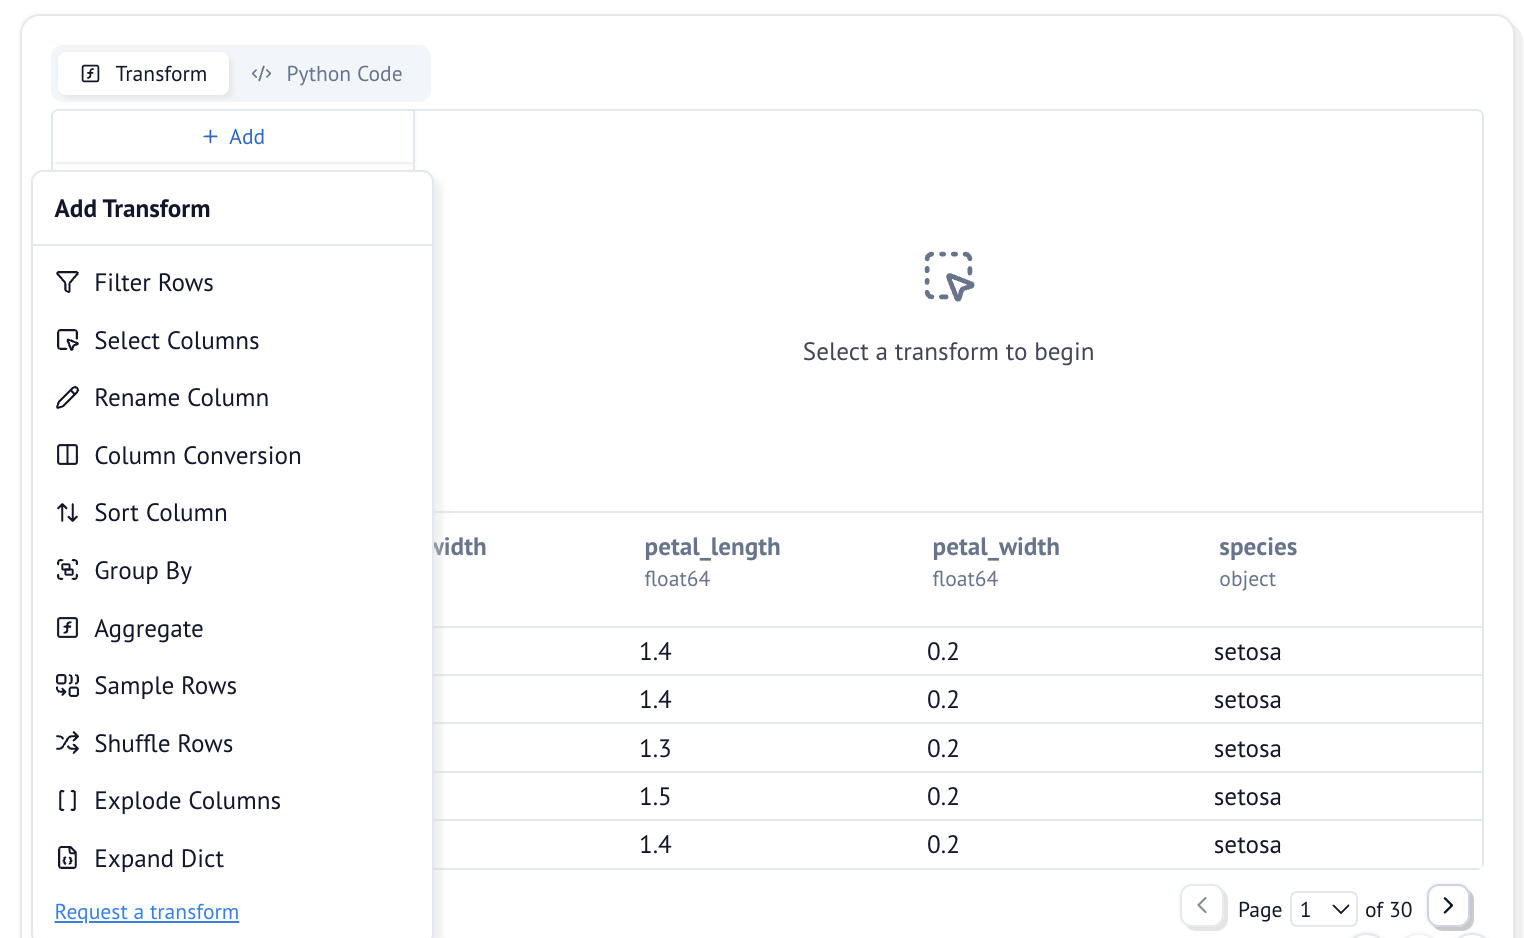 Transform
Python Code
+ Add
Add Transform
Filter Rows
Select Columns
Rename Column
Column Conversion
Sort Column
Group By
Aggregate
Sample Rows
Shuffle Rows
Explode Columns
Expand Dict
Request a transform
Select a transform to begin
petal_length petal_width species
float64 float64 object
1.4 0.2 setosa
1.4 0.2 setosa
1.3 0.2 setosa
1.5 0.2 setosa
1.4 0.2 setosa
Page 1 of 30